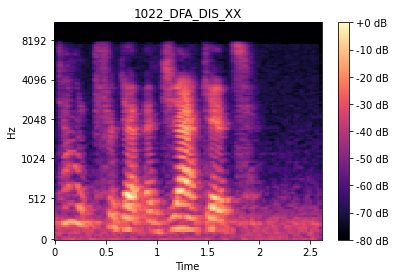 1022_DFA_DIS_XX
+0 dB
8192
-10 dB
4096
-20 dB
-30 dB
2048
Hz
-40 dB
1024
-50 dB
512
-60 dB
-70 dB
0
-80 dB
0
0.5
1
1.5
2
2.5
Time